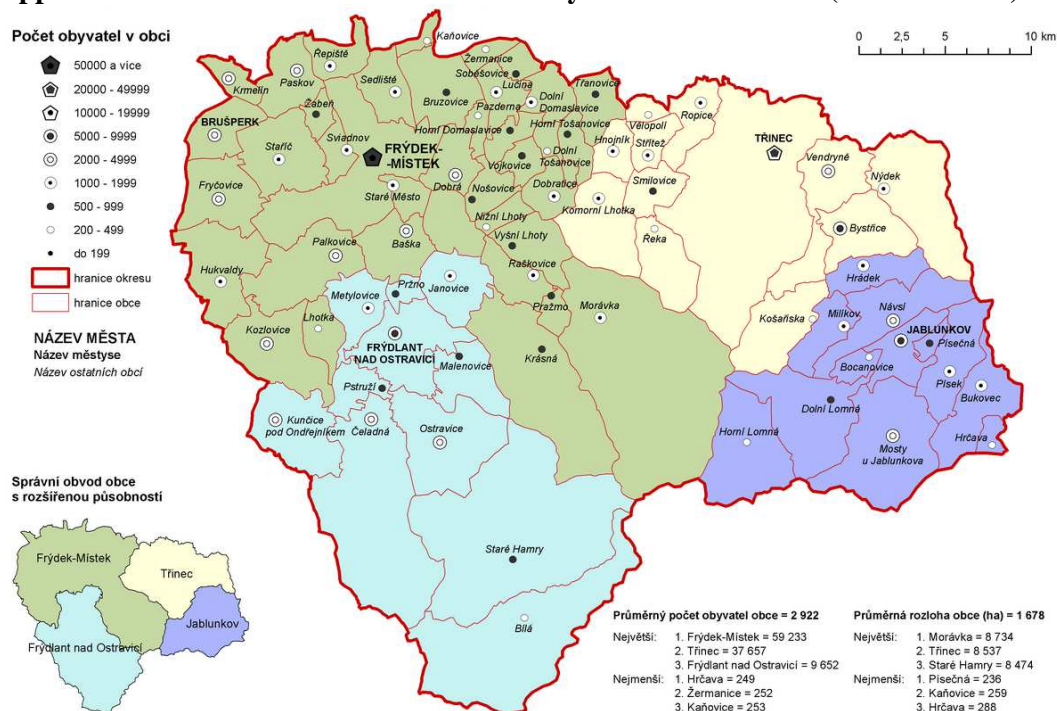 Počet obyvatel v obci
50000 a více
20000 - 49999
10000 - 19999
5000 - 9999
2000 - 4999
1000 - 1999
500 - 999
200 - 499
do 199
hranice okresu
hranice obce
NÁZEV MĚSTA
Název městyse
Název ostatních obcí
0 2,5 5 10 km
Kaňovice
Řepiště
Žermanice
Soběšovice
Paskov
Sedliště
Lučina
Třanovice
Krmelín
Bruzovice
Pazderna
Dolní
Domaslavice
Ropice
Žabeň
Vělopolí
BRUŠPERK
Horní Domaslavice
Horní Tošanovice
TŘINEC
Sviadnov
FRÝDEK-
-MÍSTEK
Hnojník
Střítež
Vendryně
Staříč
Vojkovice
Dolní
Tošanovice
Nýdek
Dobrá
Staré Město
Nošovice
Dobratice
Smilovice
Fryčovice
Komorní Lhotka
Nižní Lhoty
Bystřice
Baška
Řeka
Palkovice
Vyšní Lhoty
Raškovice
Hrádek
Hukvaldy
Pržno
Janovice
Metylovice
Pražmo
Morávka
Košařiska
Milíkov
Návsí
Lhotka
JABLUNKOV
Kozlovice
FRÝDLANT
NAD OSTRAVICÍ
Krásná
Písečná
Malenovice
Bocanovice
Písek
Bukovec
Pstruží
Dolní Lomná
Kunčice
pod Ondřejníkem
Čeladná
Ostravice
Horní Lomná
Mosty
u Jablunkova
Hrčava
Staré Hamry
Bílá
Správní obvod obce
s rozšířenou působností
Frýdek-Místek
Třinec
Jablunkov
Frýdlant nad Ostravicí
Průměrný počet obyvatel obce = 2 922
Největší: 1. Frýdek-Místek = 59 233
2. Třinec = 37 657
3. Frýdlant nad Ostravicí = 9 652
Nejmenší: 1. Hrčava = 249
2. Žermanice = 252
3. Kaňovice = 253
Průměrná rozloha obce (ha) = 1 678
Největší: 1. Morávka = 8 734
2. Třinec = 8 537
3. Staré Hamry = 8 474
Nejmenší: 1. Písečná = 236
2. Kaňovice = 259
3. Hrčava = 288